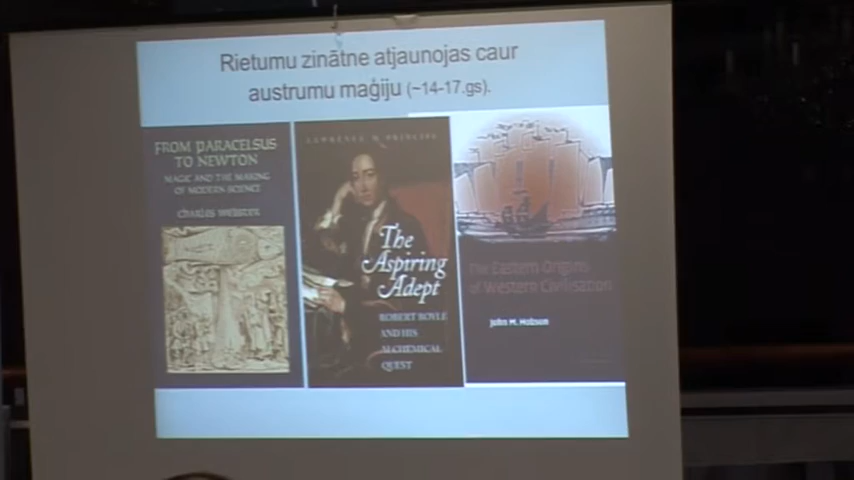 Rietumu zinātne atjaunojas caur
austrumu maģiju (~14-17.gs).
FROM PARACELSUS
TO NEWTON
MAGIC AND THE MAKING
OF MODERN SCIENCE
CHARLES WEBSTER
LAWRENCE M. PRINCIPE
The
Aspiring
Adept
ROBERT BOYLE
AND HIS
ALCHEMICAL
QUEST
The Eastern Origins
of Western Civilisation
John M. Hobson